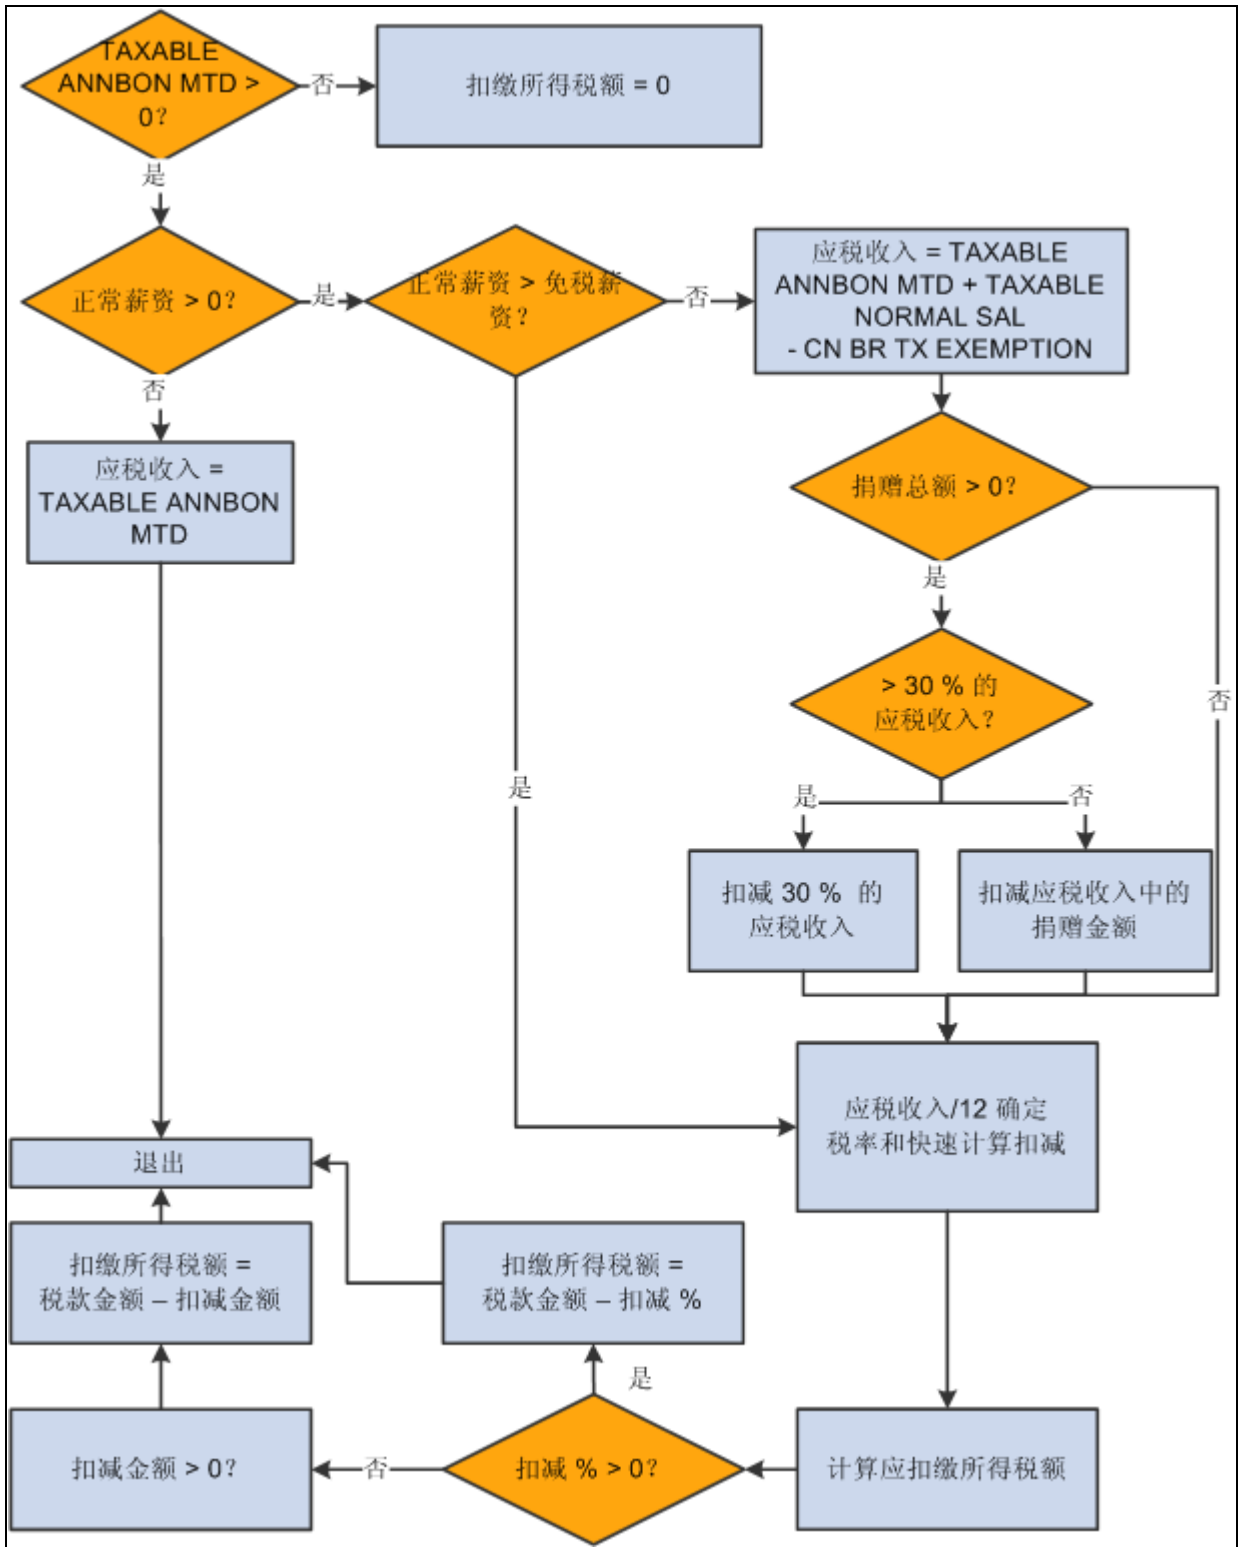 TAXABLE
ANNBON MTD >
0?
否
扣缴所得税额 = 0
是
正常薪资 > 0?
是
正常薪资 > 免税薪
资?
否
应税收入 = TAXABLE
ANNBON MTD + TAXABLE
NORMAL SAL
- CN BR TX EXEMPTION
否
应税收入 =
TAXABLE ANNBON
MTD
捐赠总额 > 0?
是
否
> 30 % 的
应税收入?
是
是
否
扣减 30 % 的
应税收入
扣减应税收入中的
捐赠金额
应税收入/12 确定
税率和快速计算扣减
退出
扣缴所得税额 =
税款金额 – 扣减金额
扣缴所得税额 =
税款金额 – 扣减 %
是
扣减金额 > 0?
否
扣减 % > 0?
计算应扣缴所得税额